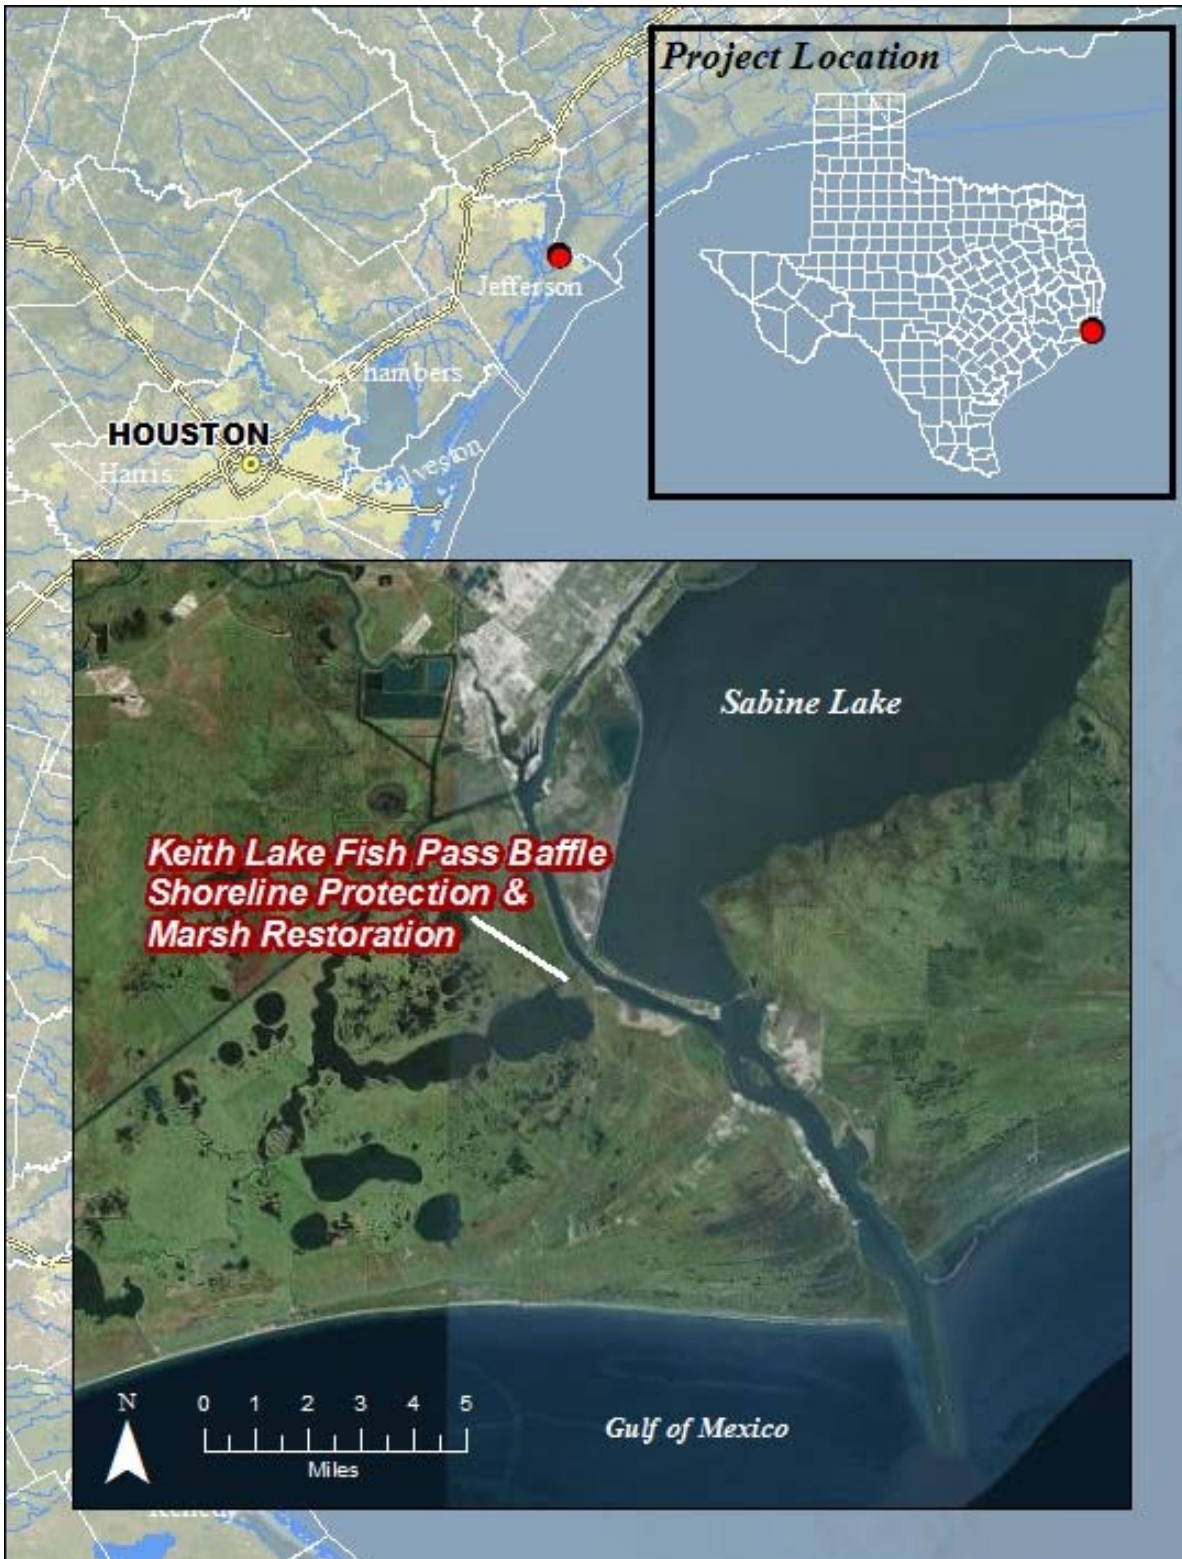 Project Location
Jefferson
Chambers
HOUSTON
Harris
Galveston
Sabine Lake
Keith Lake Fish Pass Baffle
Shoreline Protection &
Marsh Restoration
N
0 1 2 3 4 5
Miles
Gulf of Mexico